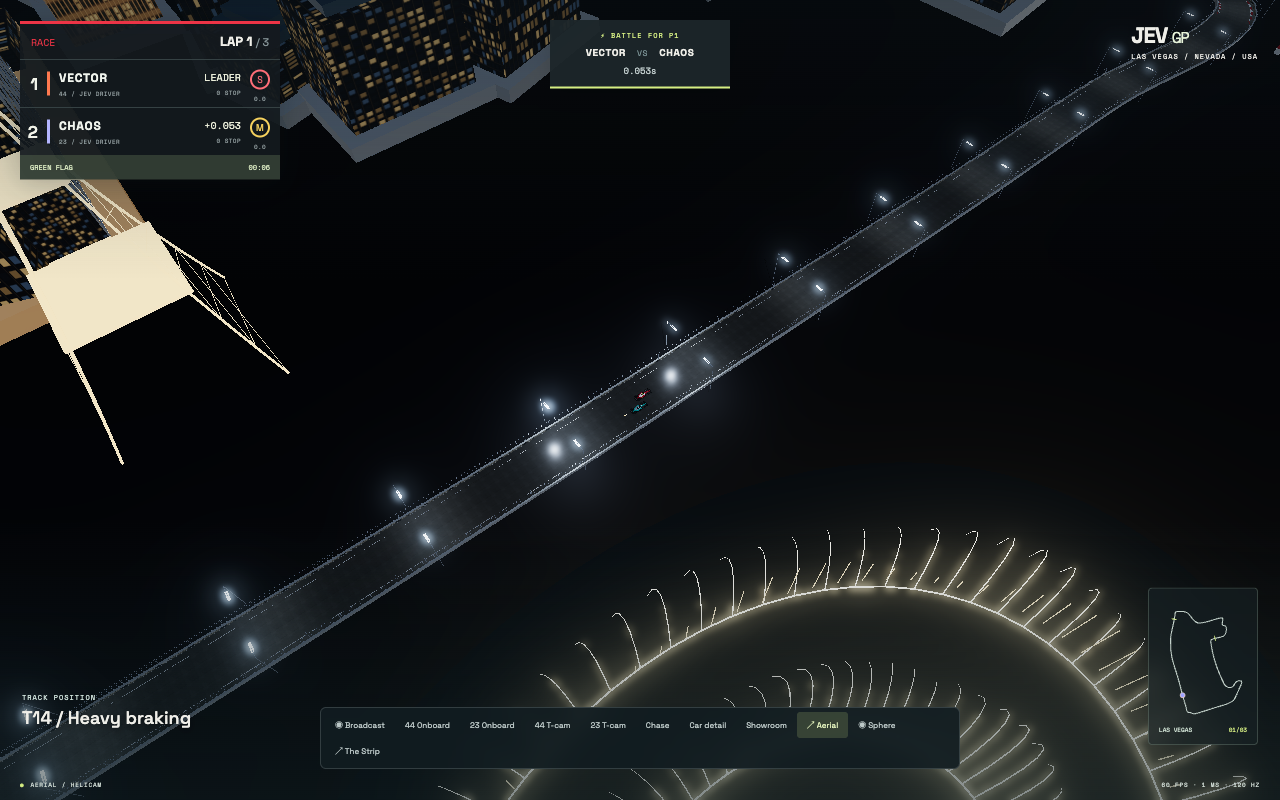 RACE
LAP 1 / 3
1 VECTOR LEADER S
44 / JEV DRIVER 0 STOP 0.0
2 CHAOS +0.053 M
23 / JEV DRIVER 0 STOP 0.0
GREEN FLAG 00:06
⚡ BATTLE FOR P1
VECTOR VS CHAOS
0.053s
JEV GP
LAS VEGAS / NEVADA / USA
TRACK POSITION
T14 / Heavy braking
AERIAL / HELICAM
Broadcast 44 Onboard 23 Onboard 44 T-cam 23 T-cam Chase Car detail Showroom Aerial Sphere
The Strip
LAS VEGAS 01/03
60 FPS · 1 MS · 120 HZ